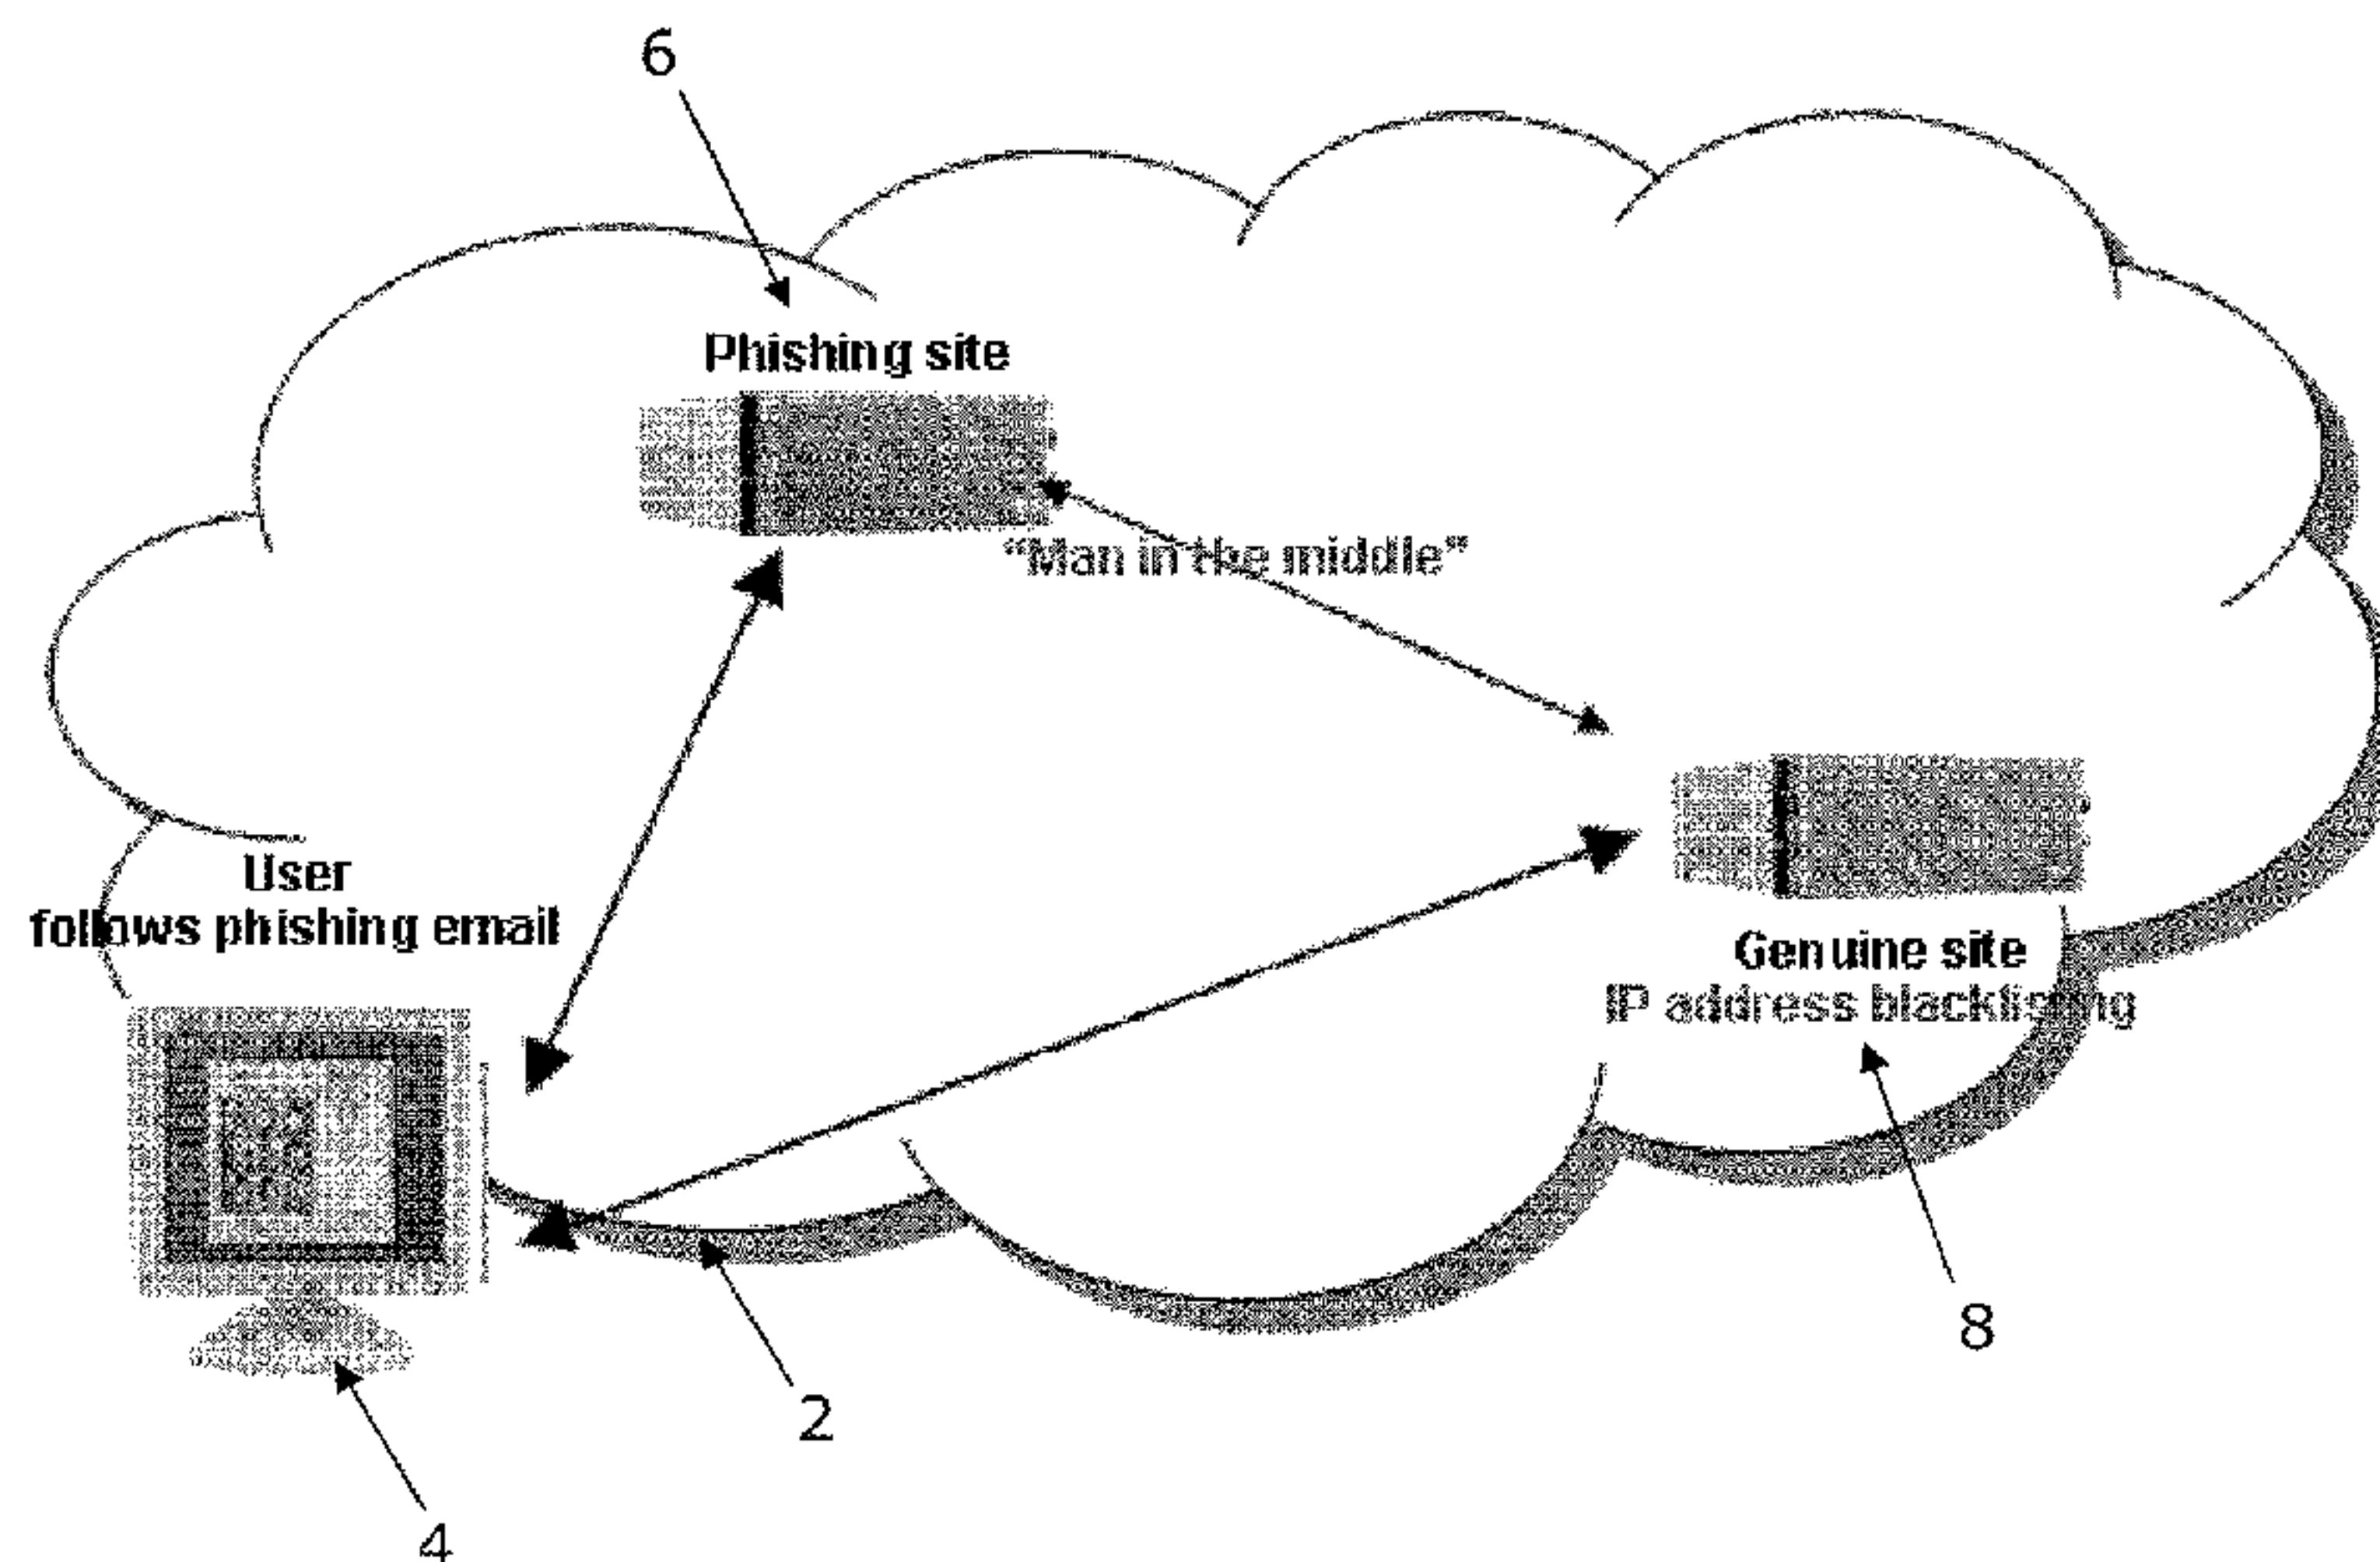 6
Phishing site
“Man in the middle”
User
follows phishing email
Genuine site
IP address blacklisting
8
2
4